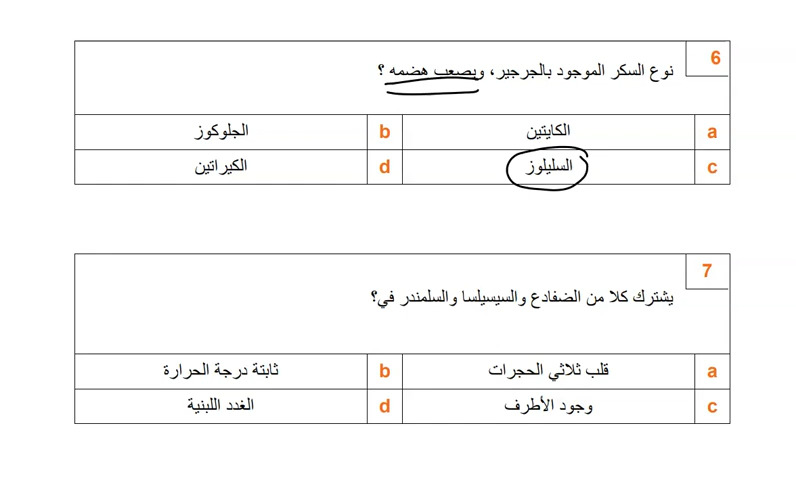 6
نوع السكر الموجود بالجرجير، ويصعب هضمه ؟
a الكايتين b الجلوكوز
c السليلوز d الكيراتين
7
يشترك كلا من الضفادع والسيسيلسا والسلمندر في؟
a قلب ثلاثي الحجرات b ثابتة درجة الحرارة
c وجود الأطرف d الغدد اللبنية